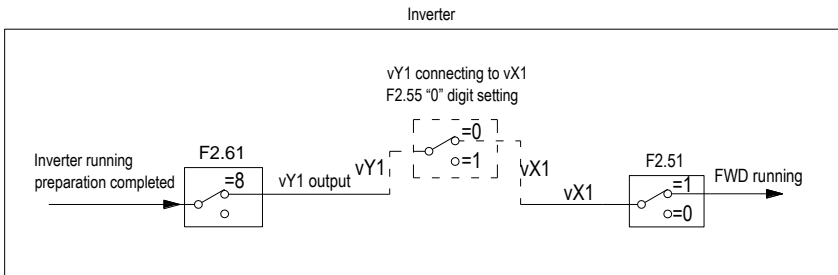 Inverter
vY1 connecting to vX1
F2.55 “0” digit setting
=0
=1
Inverter running
preparation completed
F2.61
=8
vY1 output
vY1
vX1
vX1
F2.51
=1
=0
FWD running